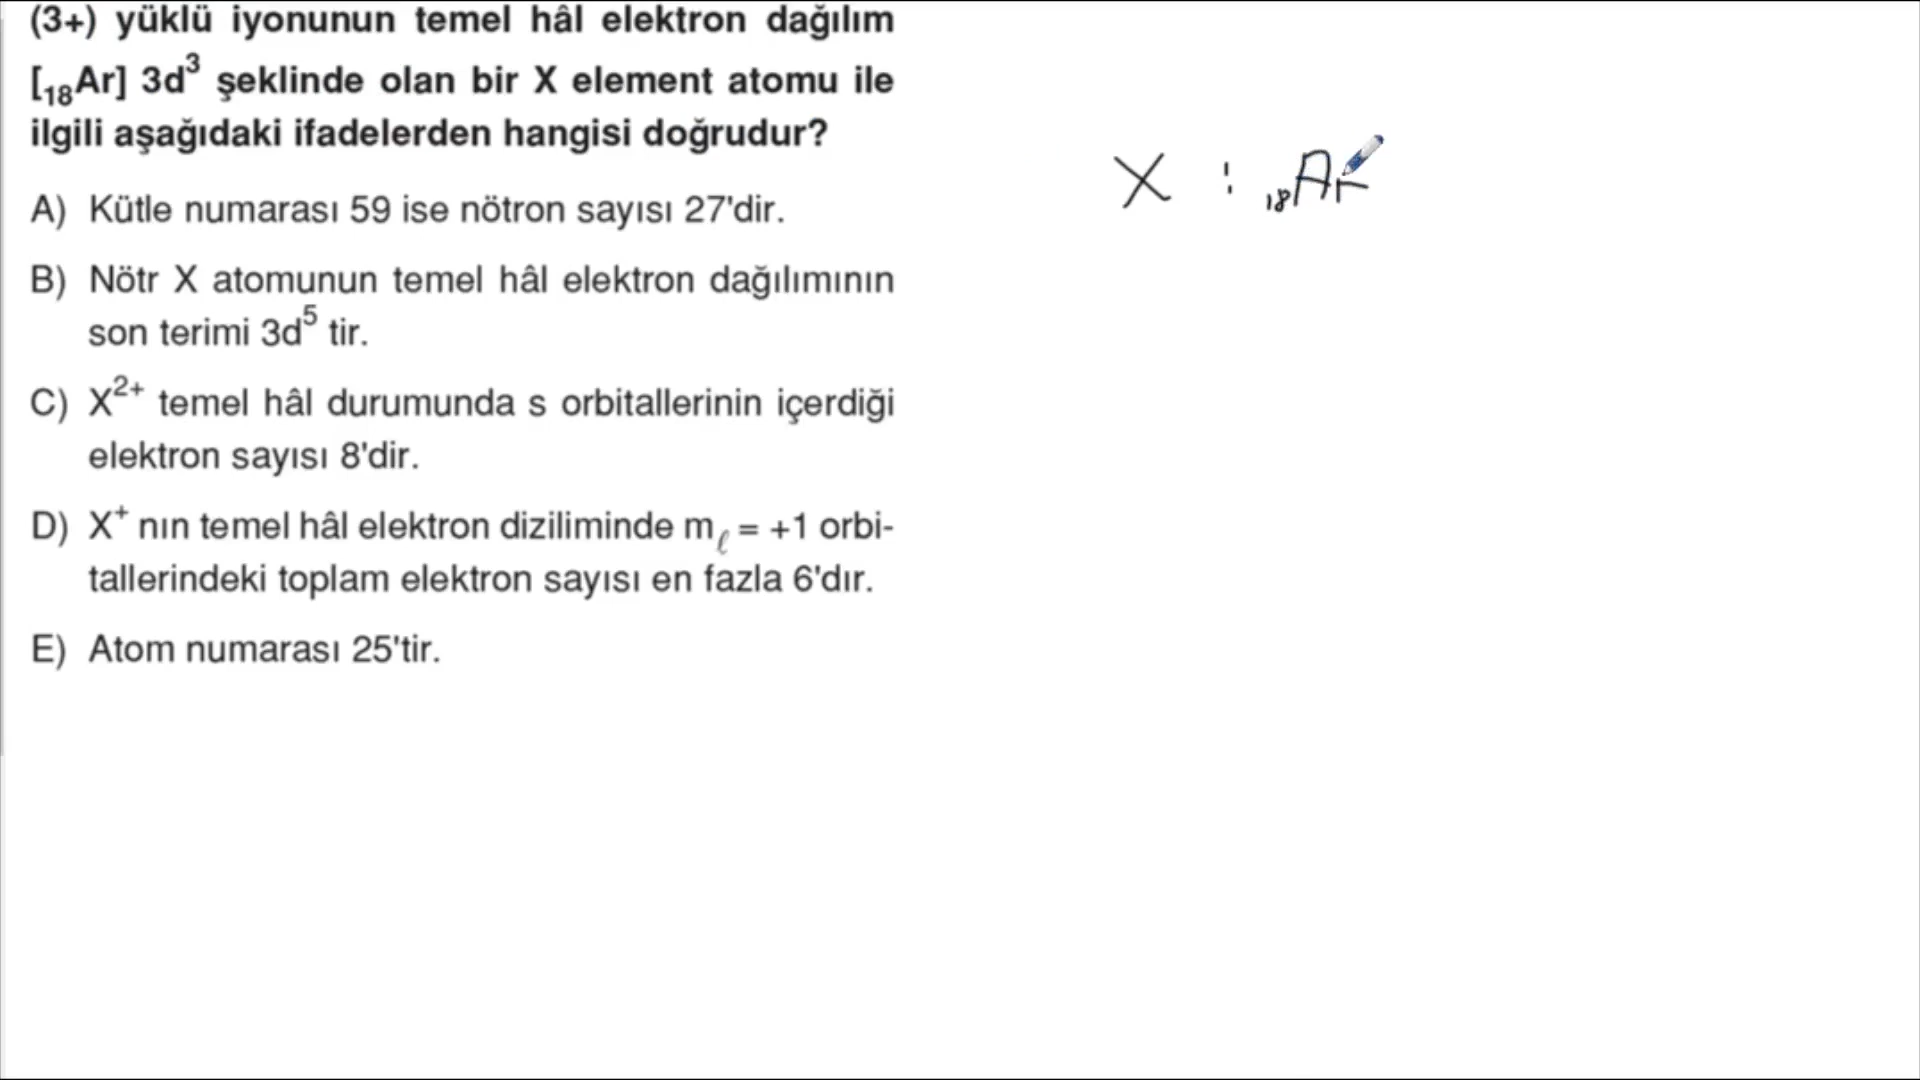 (3+) yüklü iyonunun temel hâl elektron dağılım
[₁₈Ar] 3d³ şeklinde olan bir X element atomu ile
ilgili aşağıdaki ifadelerden hangisi doğrudur?
A) Kütle numarası 59 ise nötron sayısı 27'dir.
B) Nötr X atomunun temel hâl elektron dağılımının
son terimi 3d⁵ tir.
C) X²⁺ temel hâl durumunda s orbitallerinin içerdiği
elektron sayısı 8'dir.
D) X⁺ nın temel hâl elektron diziliminde mℓ = +1 orbi-
tallerindeki toplam elektron sayısı en fazla 6'dır.
E) Atom numarası 25'tir.
X : ₁₈Ar